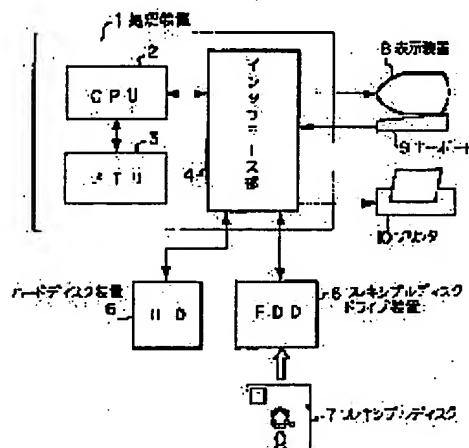 1 処理装置
2
CPU
3
4
インタフェース部
8 表示装置
9 キーボード
10 プリンタ
ハードディスク装置
6
FDD
フレキシブルディスク
ドライブ装置
7 フレキシブルディスク